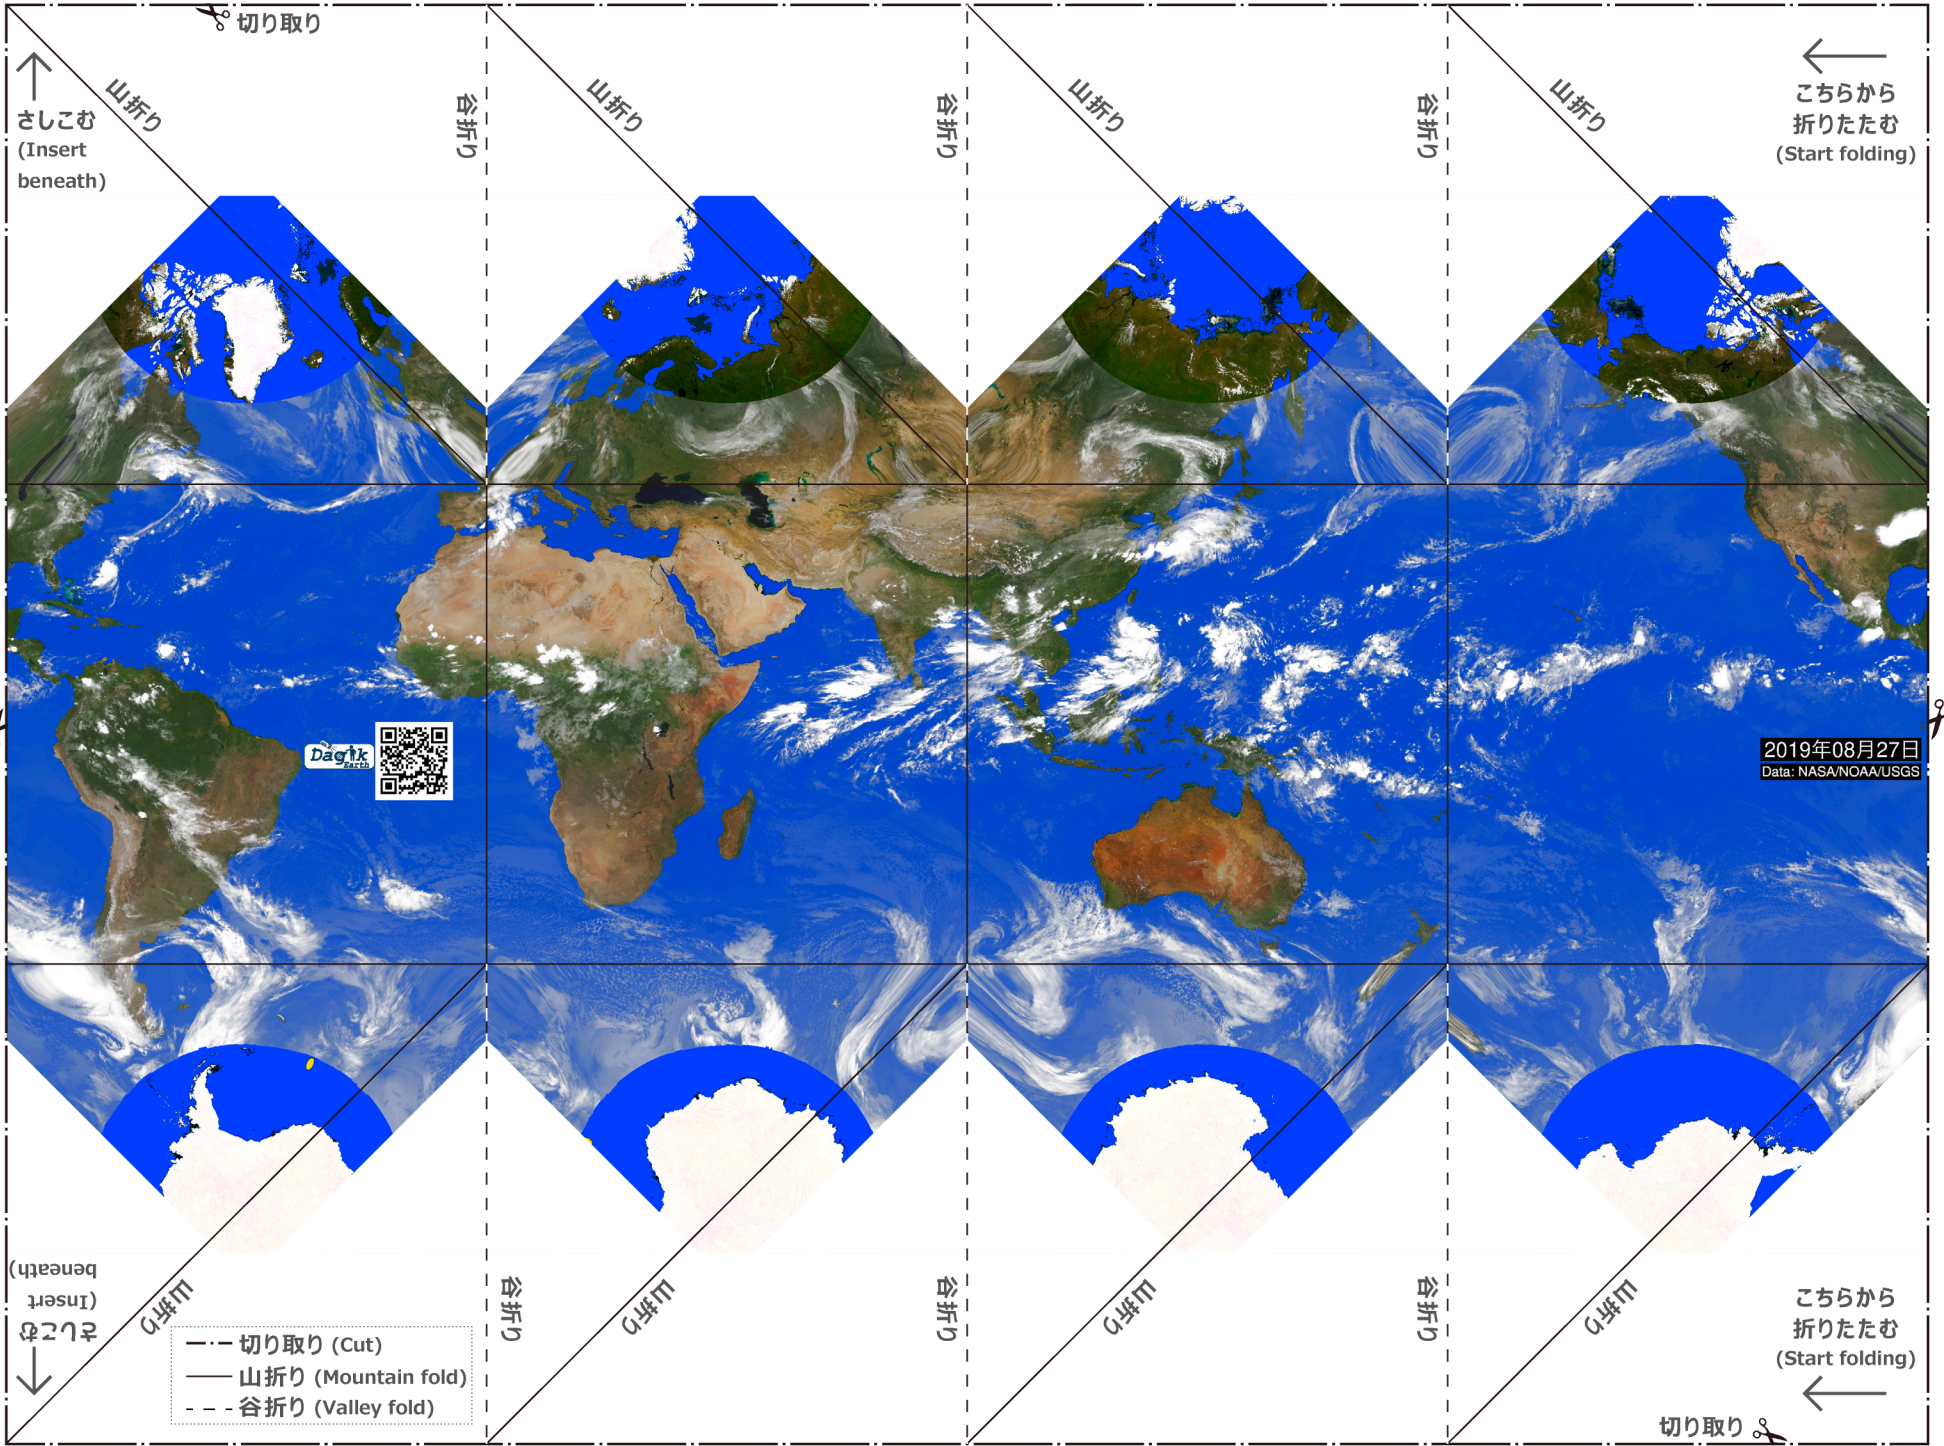 切り取り
山折り
谷折り
山折り
谷折り
山折り
谷折り
山折り
さしこむ
(Insert
beneath)
こちらから
折りたたむ
(Start folding)
Dagik
Earth
2019年08月27日
Data: NASA/NOAA/USGS
さしこむ
(Insert
beneath)
山折り
谷折り
山折り
谷折り
山折り
谷折り
山折り
こちらから
折りたたむ
(Start folding)
切り取り (Cut)
山折り (Mountain fold)
谷折り (Valley fold)
切り取り